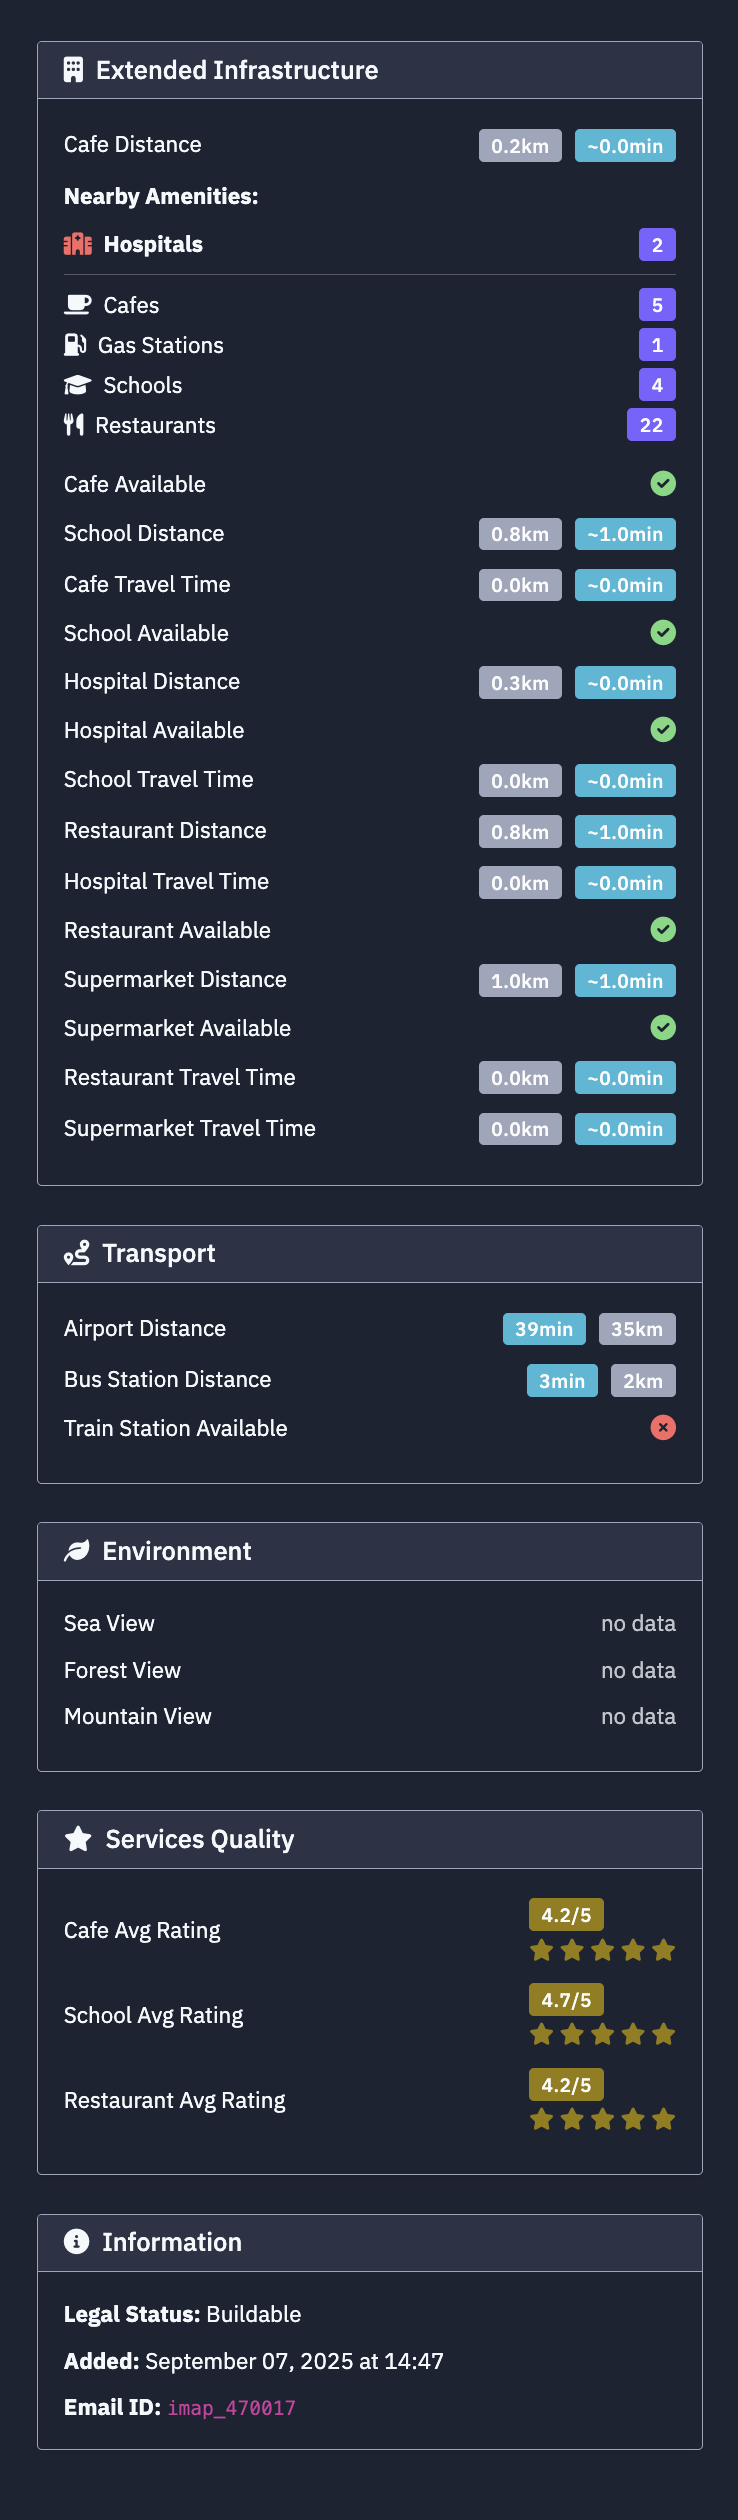 Extended Infrastructure
Cafe Distance 0.2km ~0.0min
Nearby Amenities:
Hospitals 2
Cafes 5
Gas Stations 1
Schools 4
Restaurants 22
Cafe Available
School Distance 0.8km ~1.0min
Cafe Travel Time 0.0km ~0.0min
School Available
Hospital Distance 0.3km ~0.0min
Hospital Available
School Travel Time 0.0km ~0.0min
Restaurant Distance 0.8km ~1.0min
Hospital Travel Time 0.0km ~0.0min
Restaurant Available
Supermarket Distance 1.0km ~1.0min
Supermarket Available
Restaurant Travel Time 0.0km ~0.0min
Supermarket Travel Time 0.0km ~0.0min
Transport
Airport Distance 39min 35km
Bus Station Distance 3min 2km
Train Station Available
Environment
Sea View no data
Forest View no data
Mountain View no data
Services Quality
Cafe Avg Rating 4.2/5
School Avg Rating 4.7/5
Restaurant Avg Rating 4.2/5
Information
Legal Status: Buildable
Added: September 07, 2025 at 14:47
Email ID: imap_470017